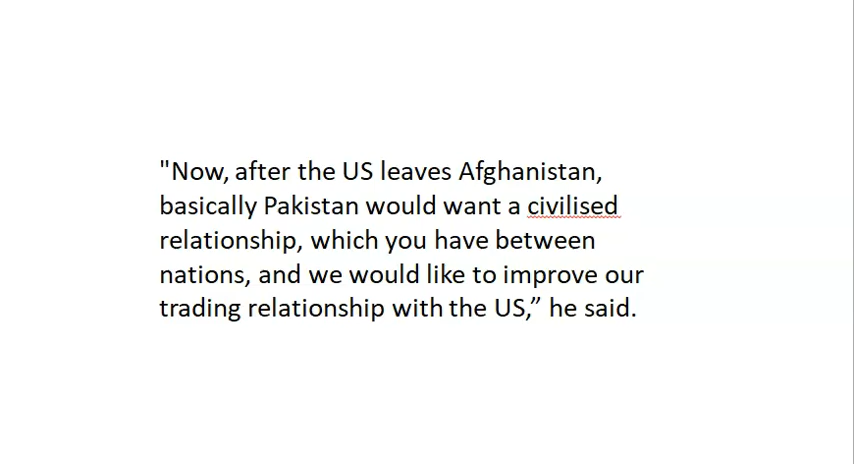 "Now, after the US leaves Afghanistan,
basically Pakistan would want a civilised
relationship, which you have between
nations, and we would like to improve our
trading relationship with the US,” he said.